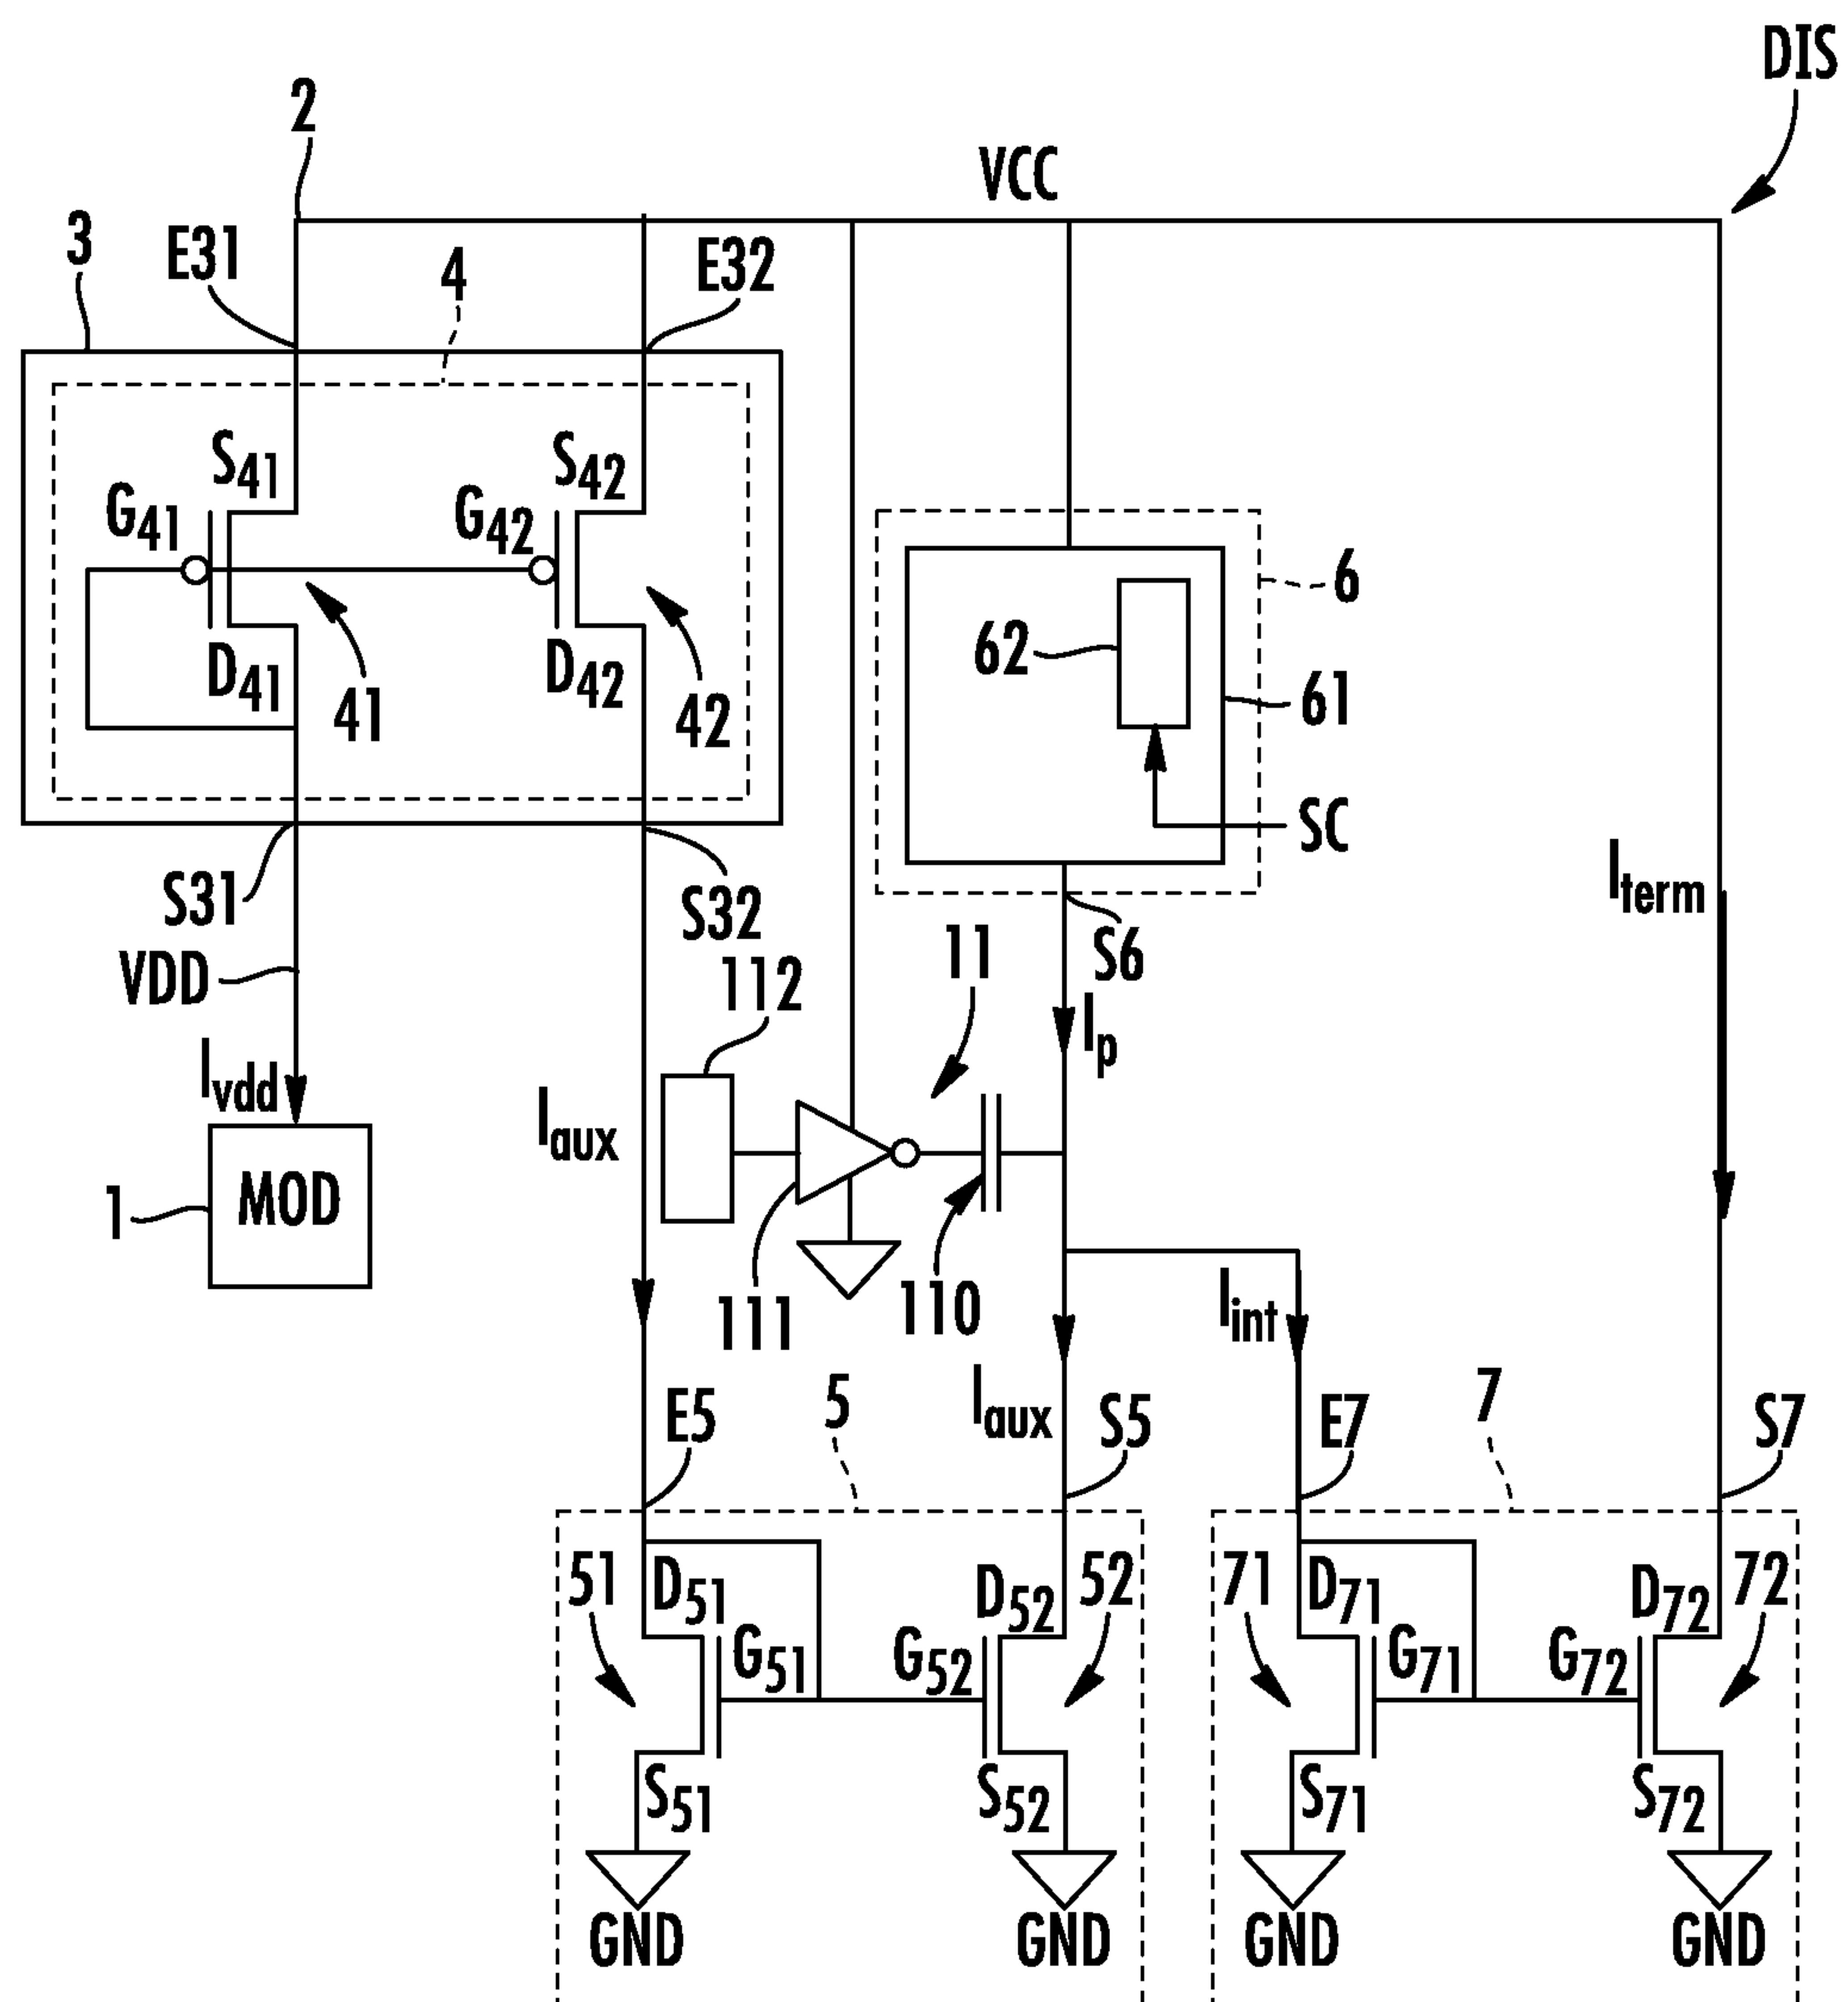 DIS
2
VCC
3
E31
4
E32
S41
S42
G41
G42
6
62
D41
D42
61
41
42
SC
Iterm
S31
S32
11
S6
VDD
112
Ip
Ivdd
Iaux
1
MOD
111
110
Iint
Iaux
E5
5
S5
E7
7
S7
51
D51
D52
52
71
D71
D72
72
G51
G52
G71
G72
S51
S52
S71
S72
GND
GND
GND
GND